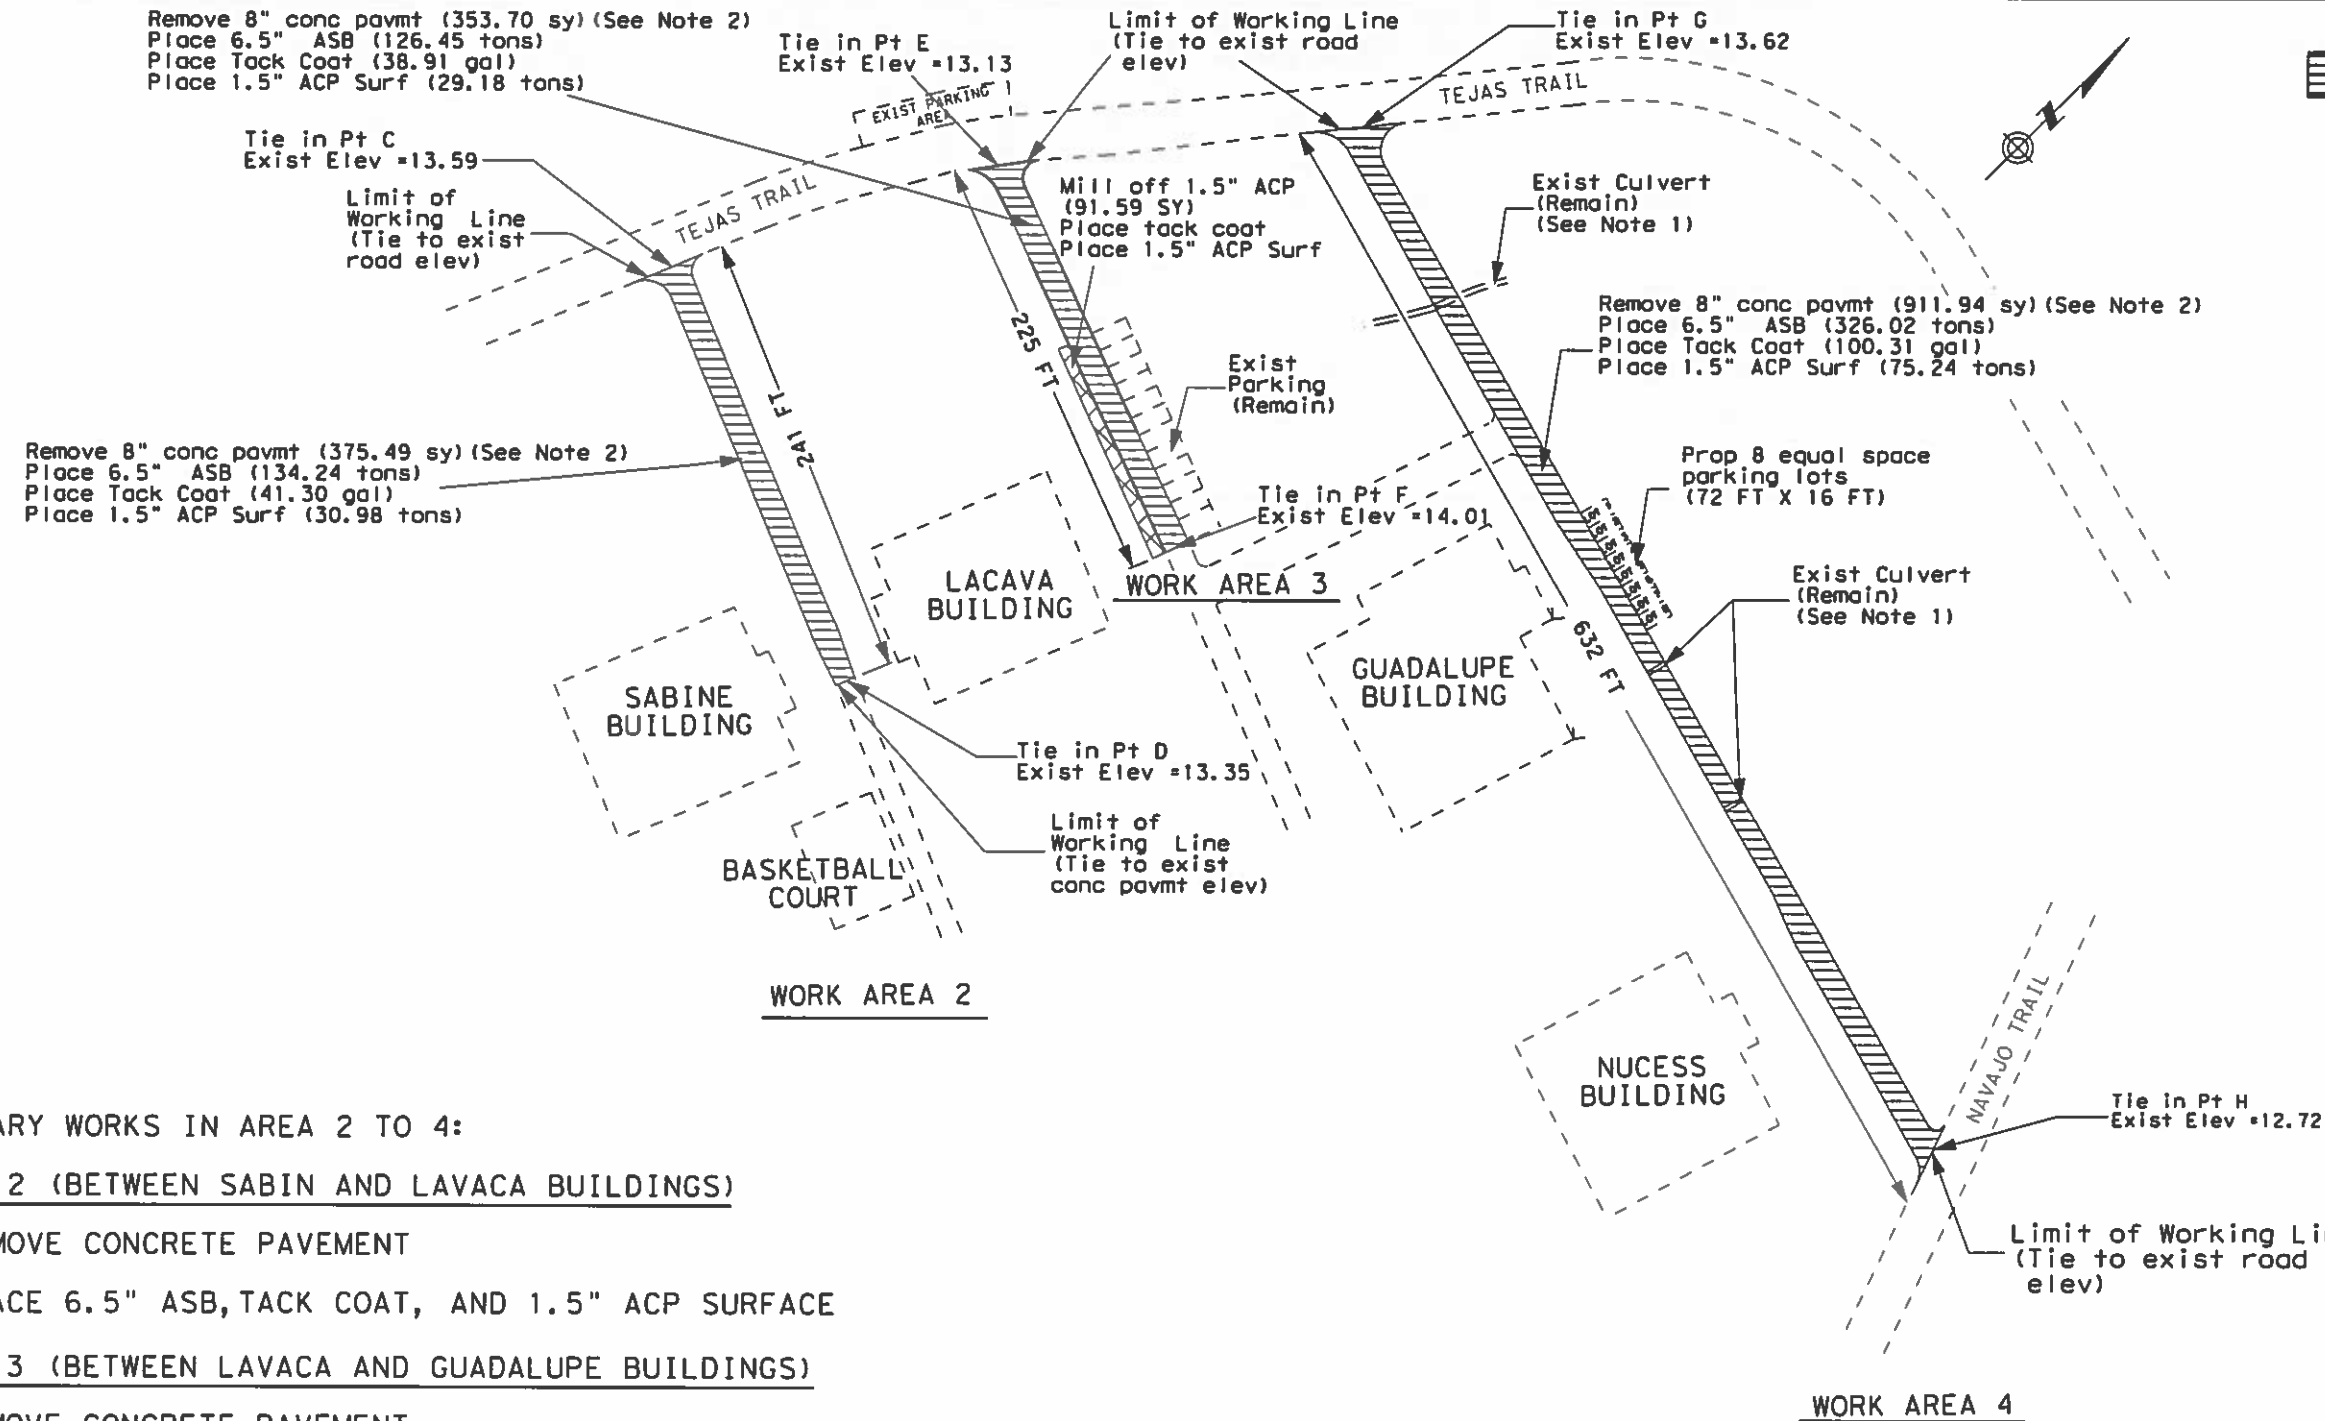 Remove 8" conc pavmt (353.70 sy) (See Note 2)
Place 6.5" ASB (126.45 tons)
Place Tack Coat (38.91 gal)
Place 1.5" ACP Surf (29.18 tons)
Tie in Pt E
Exist Elev =13.13
Limit of Working Line
(Tie to exist road
elev)
Tie in Pt G
Exist Elev =13.62
EXIST PARKING
AREA
TEJAS TRAIL
N
Tie in Pt C
Exist Elev =13.59
Limit of
Working Line
(Tie to exist
road elev)
TEJAS TRAIL
Mill off 1.5" ACP
(91.59 SY)
Place tack coat
Place 1.5" ACP Surf
Exist Culvert
(Remain)
(See Note 1)
Remove 8" conc pavmt (911.94 sy) (See Note 2)
Place 6.5" ASB (326.02 tons)
Place Tack Coat (100.31 gal)
Place 1.5" ACP Surf (75.24 tons)
225 FT
Exist
Parking
(Remain)
241 FT
Remove 8" conc pavmt (375.49 sy) (See Note 2)
Place 6.5" ASB (134.24 tons)
Place Tack Coat (41.30 gal)
Place 1.5" ACP Surf (30.98 tons)
Prop 8 equal space
parking lots
(72 FT X 16 FT)
Tie in Pt F
Exist Elev =14.01
LACAVA
BUILDING
WORK AREA 3
Exist Culvert
(Remain)
(See Note 1)
632 FT
SABINE
BUILDING
GUADALUPE
BUILDING
Tie in Pt D
Exist Elev =13.35
Limit of
Working Line
(Tie to exist
conc pavmt elev)
BASKETBALL
COURT
WORK AREA 2
NUCESS
BUILDING
NAVAJO TRAIL
Tie in Pt H
Exist Elev =12.72
ARY WORKS IN AREA 2 TO 4:
2 (BETWEEN SABIN AND LAVACA BUILDINGS)
MOVE CONCRETE PAVEMENT
Limit of Working Li
(Tie to exist road
elev)
ACE 6.5" ASB, TACK COAT, AND 1.5" ACP SURFACE
3 (BETWEEN LAVACA AND GUADALUPE BUILDINGS)
MOVE CONCRETE PAVEMENT
WORK AREA 4